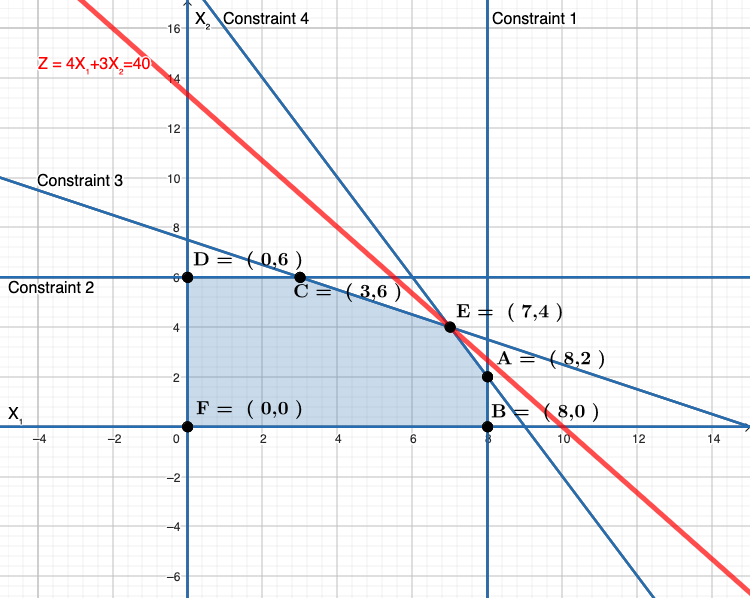 16
X₂
Constraint 4
Constraint 1
Z = 4X₁+3X₂=40
14
12
10
Constraint 3
8
D = ( 0,6 )
6
Constraint 2
C = ( 3,6 )
E = ( 7,4 )
4
A = ( 8,2 )
2
X₁
F = ( 0,0 )
B = ( 8,0 )
−4 −2 0 2 4 6 8 10 12 14
−2
−4
−6